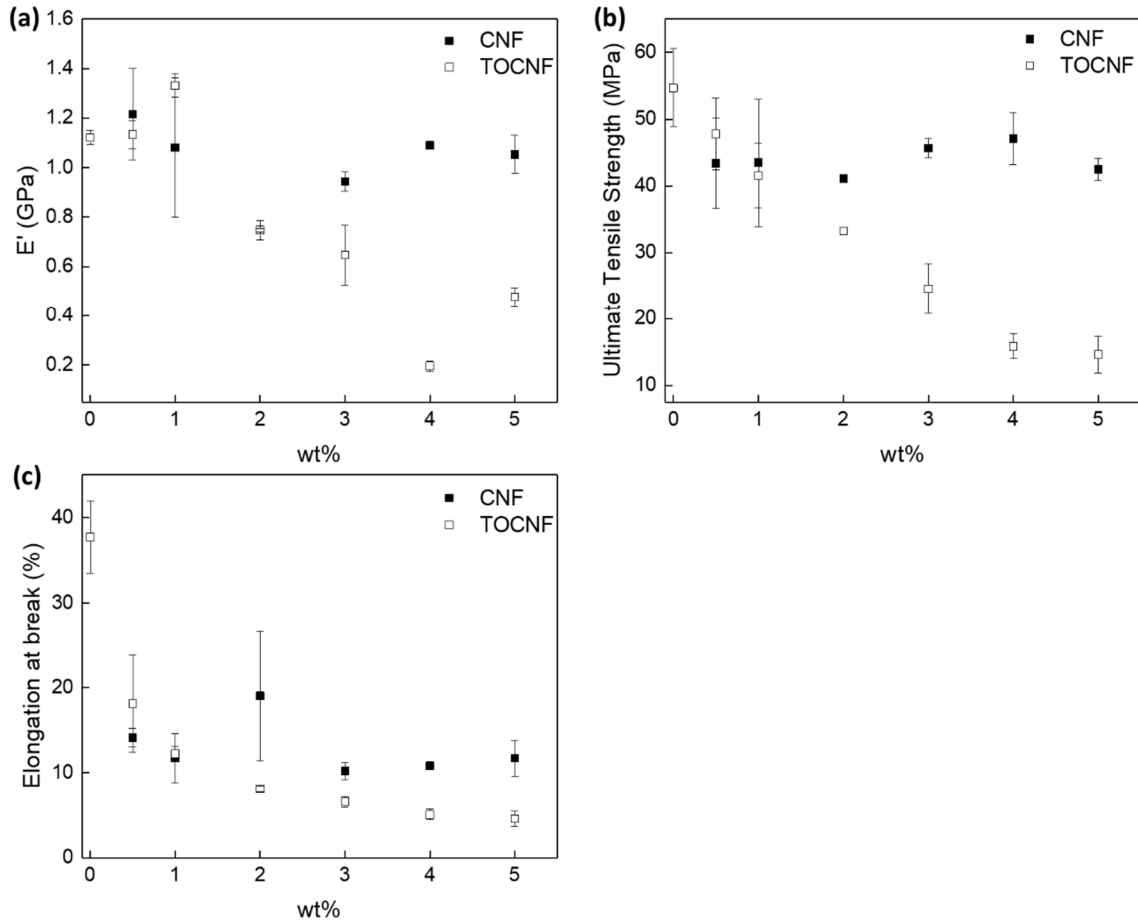 (a)
1.6
1.4
1.2
1.0
0.8
0.6
0.4
0.2
E' (GPa)
CNF
TOCNF
0 1 2 3 4 5
wt%
(b)
60
50
40
30
20
10
Ultimate Tensile Strength (MPa)
CNF
TOCNF
0 1 2 3 4 5
wt%
(c)
40
30
20
10
0
Elongation at break (%)
CNF
TOCNF
0 1 2 3 4 5
wt%